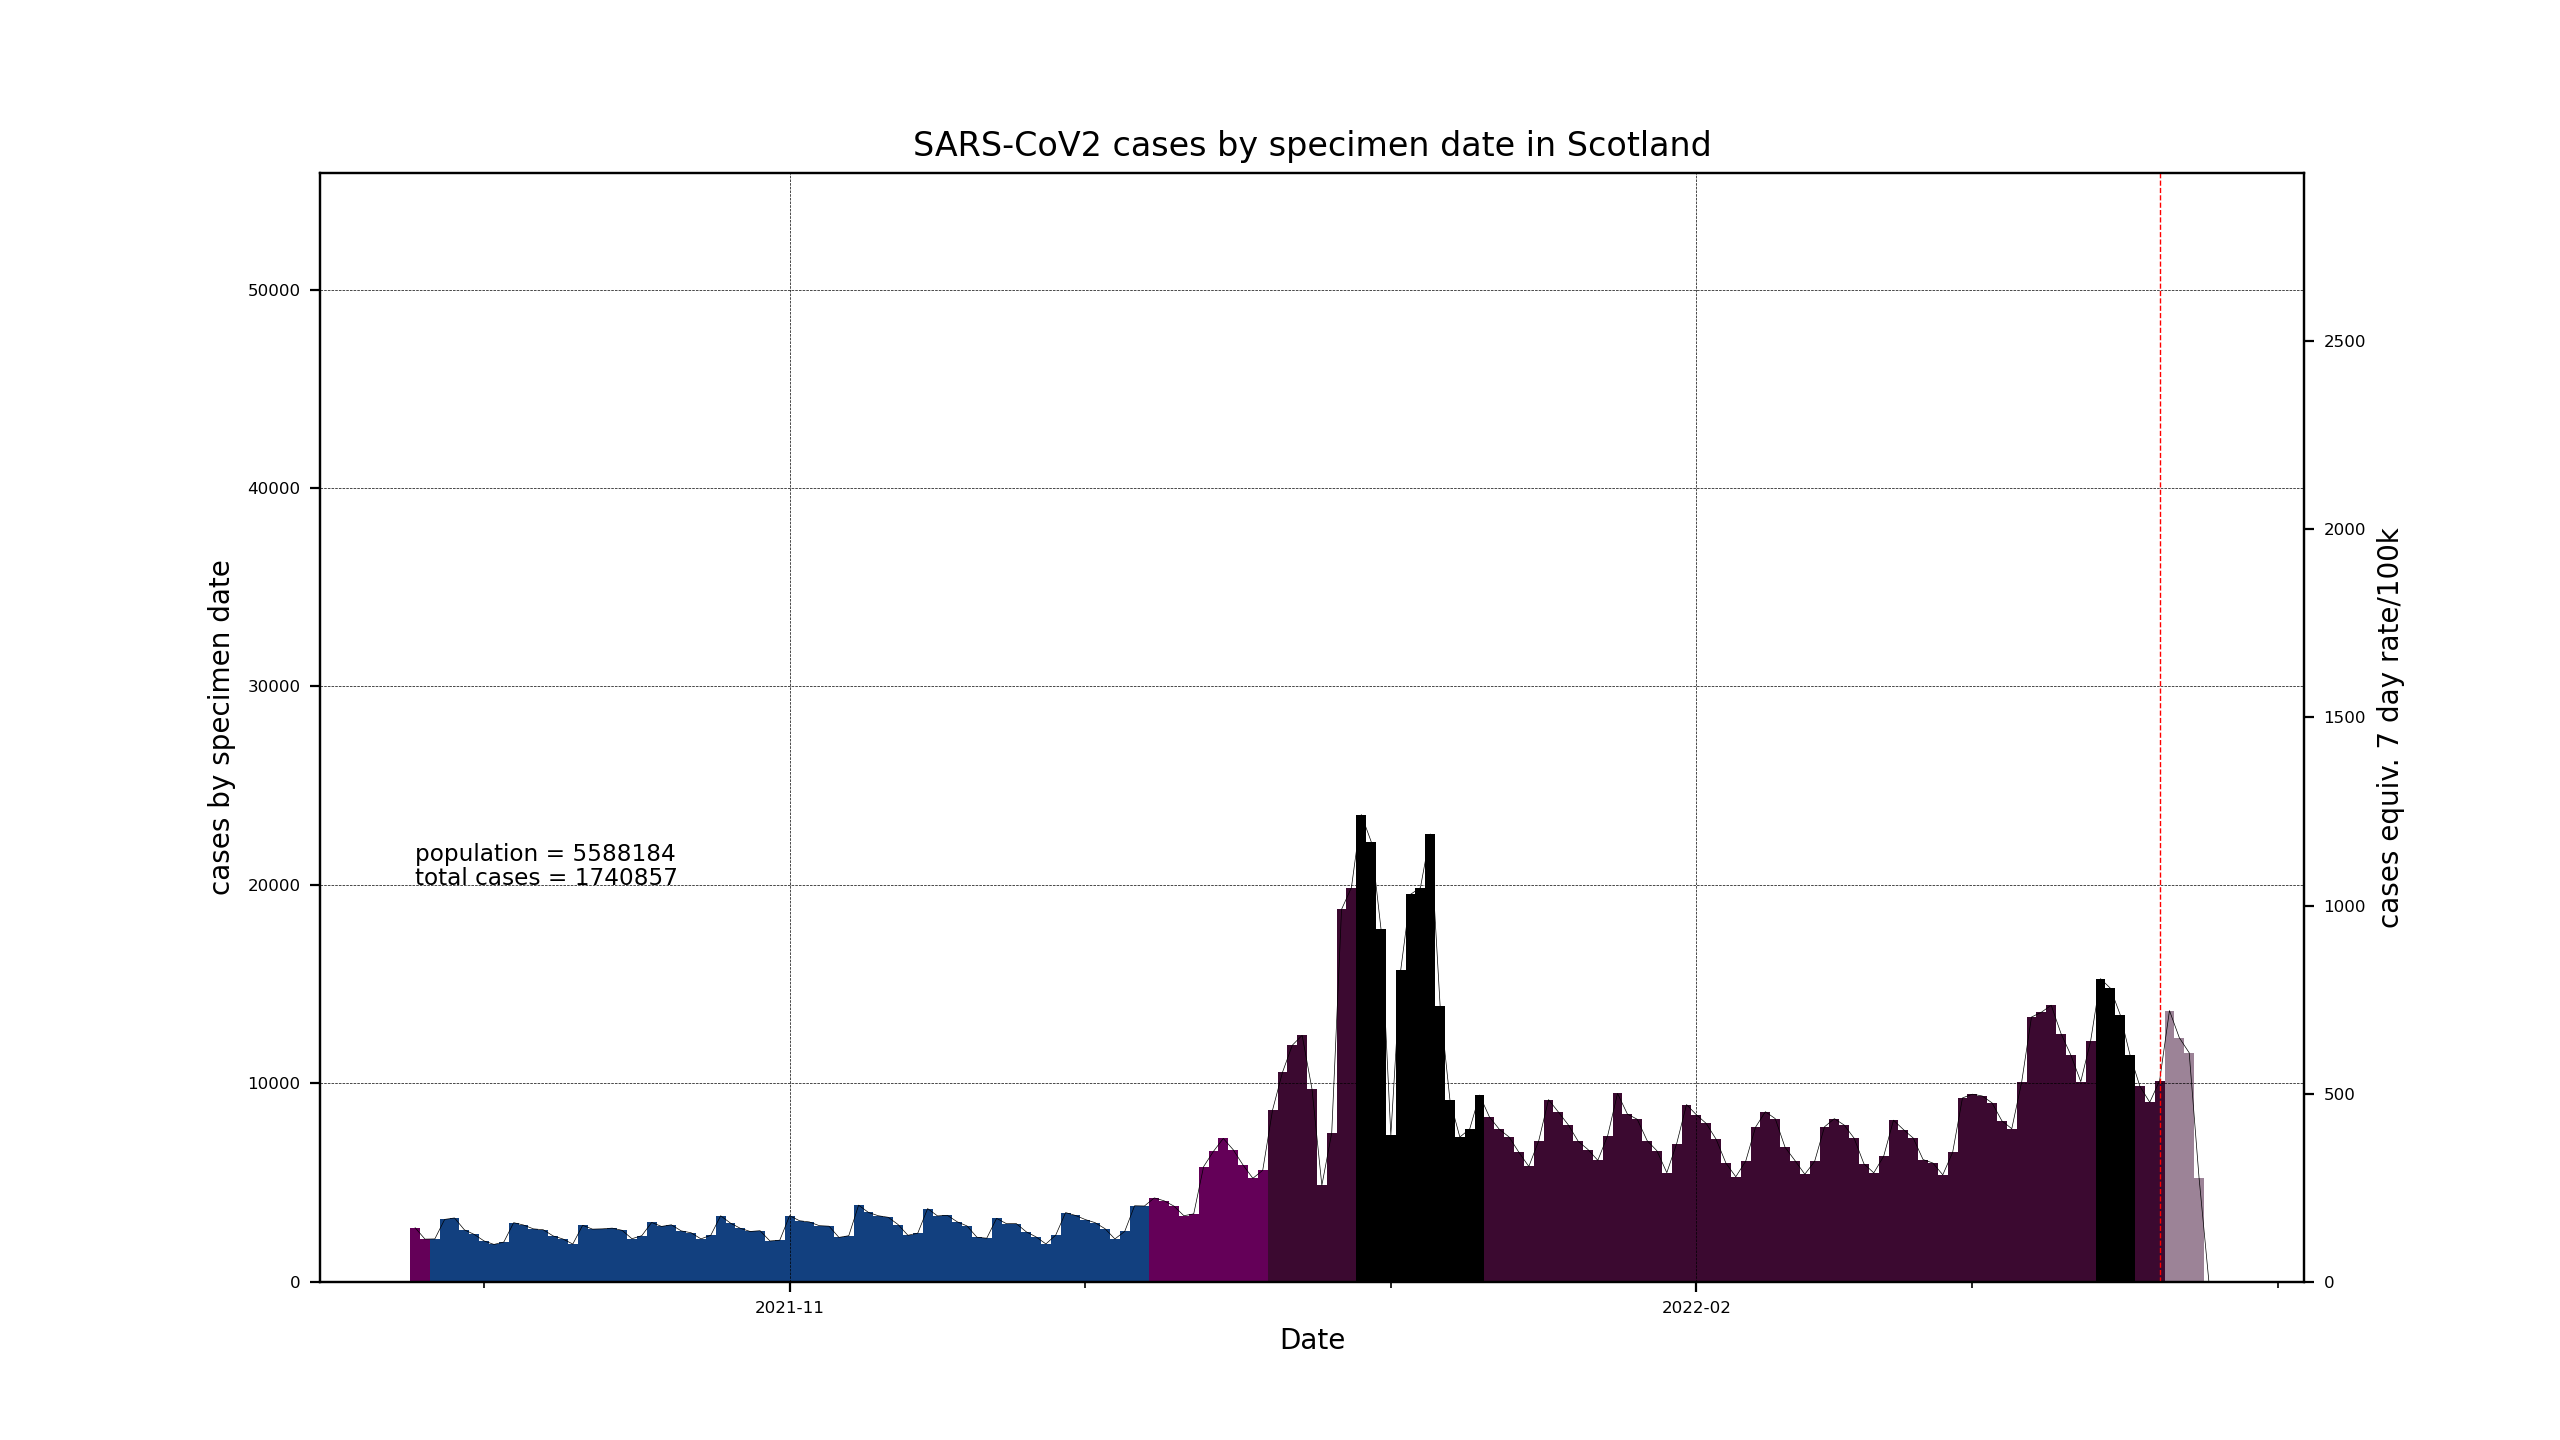 SARS-CoV2 cases by specimen date in Scotland
50000
40000
30000
20000
10000
0
cases by specimen date
population = 5588184
total cases = 1740857
2500
2000
1500
1000
500
0
cases equiv. 7 day rate/100k
2021-11
2022-02
Date